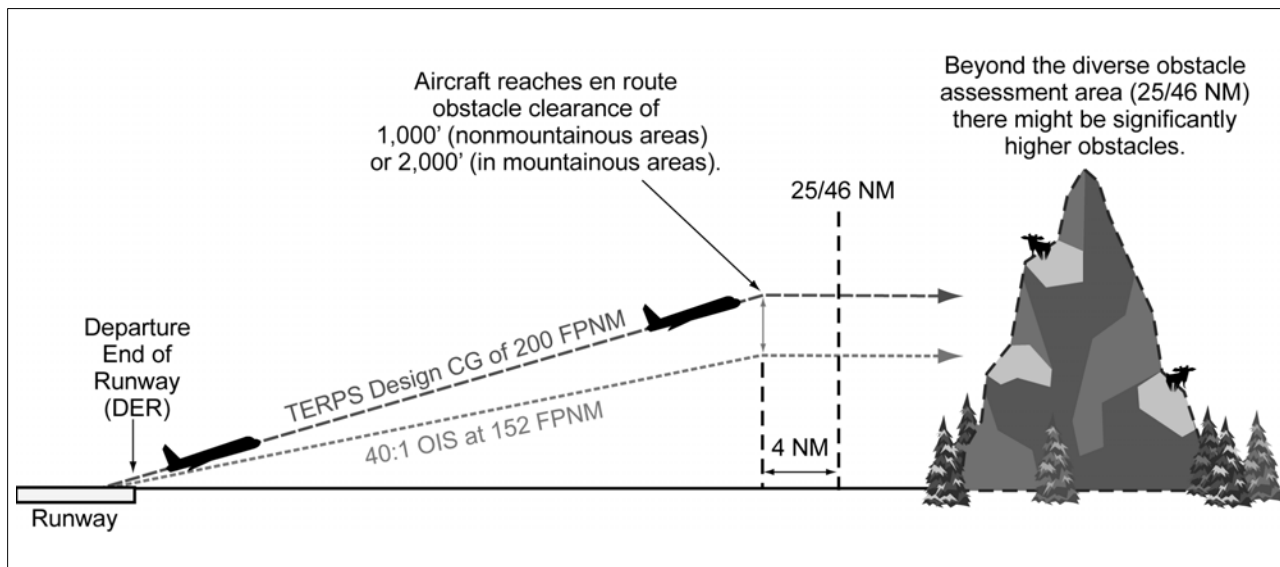 Aircraft reaches en route
obstacle clearance of
1,000' (nonmountainous areas)
or 2,000' (in mountainous areas).
Beyond the diverse obstacle
assessment area (25/46 NM)
there might be significantly
higher obstacles.
25/46 NM
Departure
End of
Runway
(DER)
TERPS Design CG of 200 FPNM
40:1 OIS at 152 FPNM
4 NM
Runway